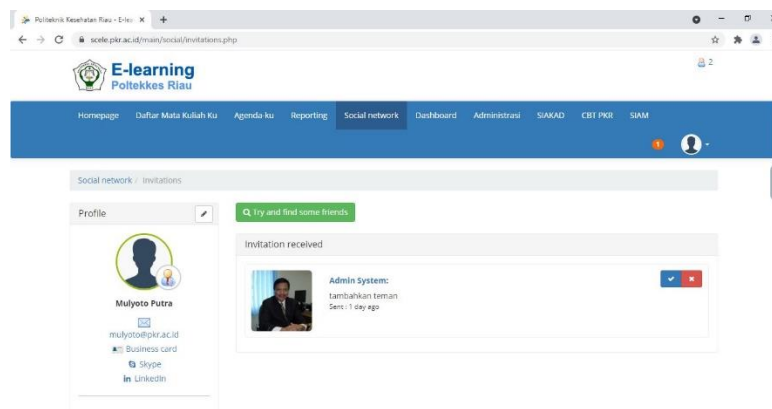 Politeknik Kesehatan Riau - E-lea
scele.pkr.ac.id/main/social/invitations.php
E-learning
Poltekkes Riau
2
Homepage Daftar Mata Kuliah Ku Agenda-ku Reporting Social network Dashboard Administrasi SIAKAD CBT PKR SIAM
1
Social network / Invitations
Profile
Try and find some friends
Invitation received
Admin System:
tambahkan teman
Sent : 1 day ago
Mulyoto Putra
mulyoto@pkr.ac.id
Business card
Skype
in LinkedIn